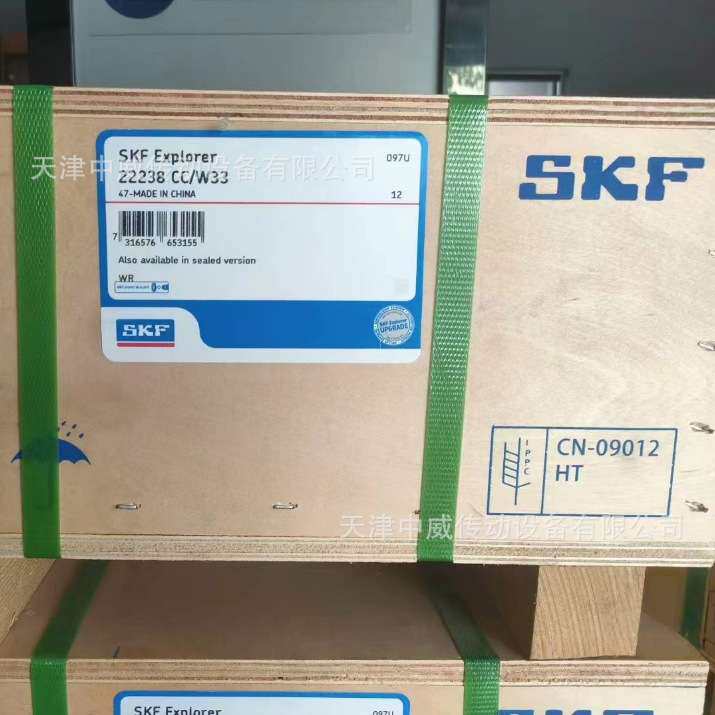 SKF Explorer
097U
22238 CC/W33
47-MADE IN CHINA
12
7 316576 653155
Also available in sealed version
WR
SKF
SKF Explorer
UPGRADE
SKF
天津中威传动设备有限公司
IPPC
CN-09012
HT
天津中威传动设备有限公司
SKF Explorer
097U